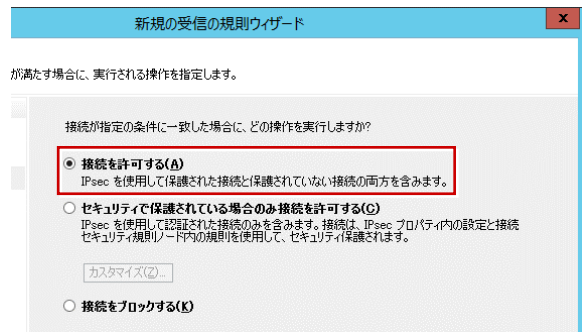 新規の受信の規則ウィザード
x
が満たす場合に、実行される操作を指定します。
接続が指定の条件に一致した場合に、どの操作を実行しますか?
接続を許可する(A)
IPsec を使用して保護された接続と保護されていない接続の両方を含みます。
セキュリティで保護されている場合のみ接続を許可する(C)
IPsec を使用して認証された接続のみを含みます。接続は、IPsec プロパティ内の設定と接続
セキュリティ規則ノード内の規則を使用して、セキュリティ保護されます。
カスタマイズ(Z)...
接続をブロックする(K)